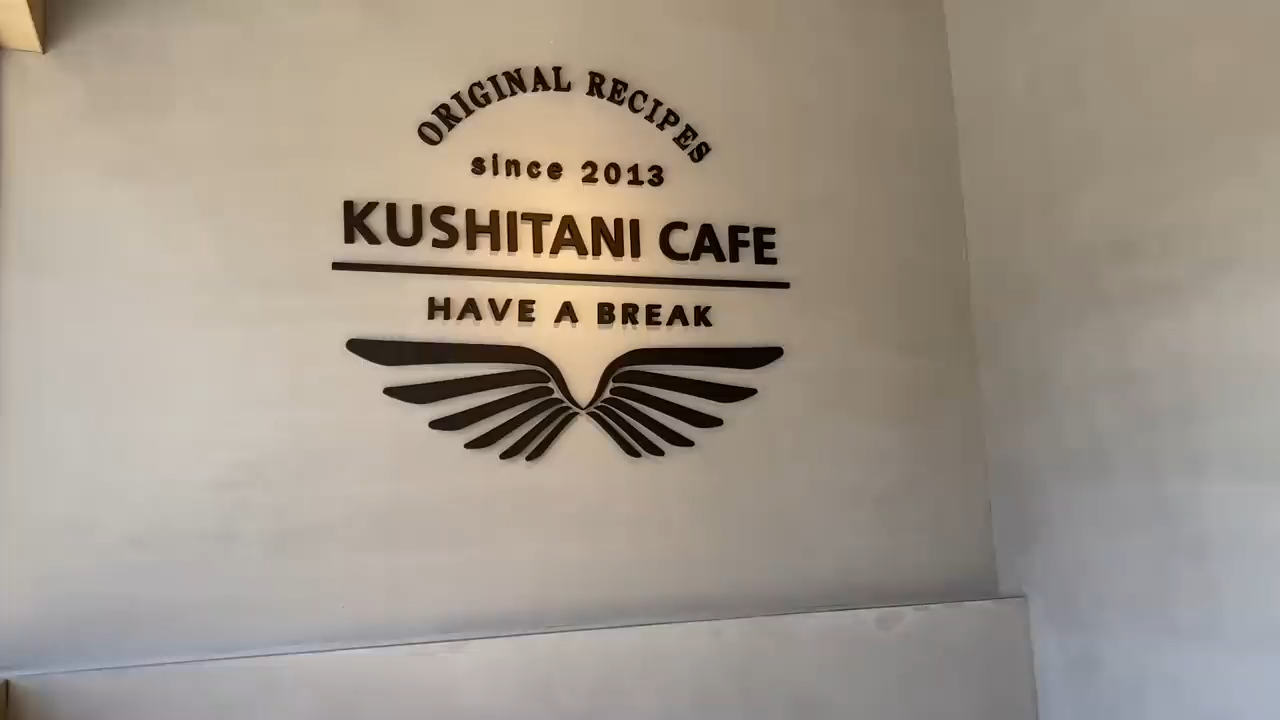 ORIGINAL RECIPES
since 2013
KUSHITANI CAFE
HAVE A BREAK